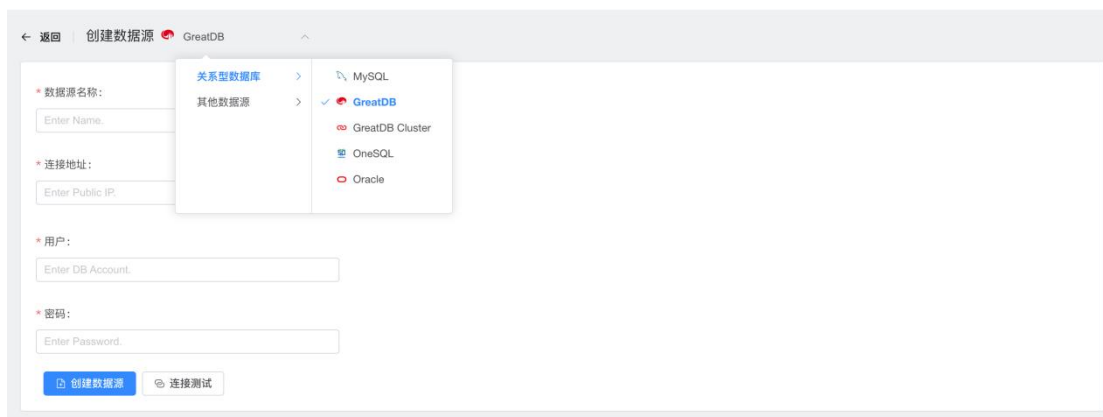 ← 返回 创建数据源 GreatDB
关系型数据库
其他数据源
MySQL
GreatDB
GreatDB Cluster
OneSQL
Oracle
* 数据源名称:
Enter Name.
* 连接地址:
Enter Public IP.
* 用户:
Enter DB Account.
* 密码:
Enter Password.
创建数据源 连接测试